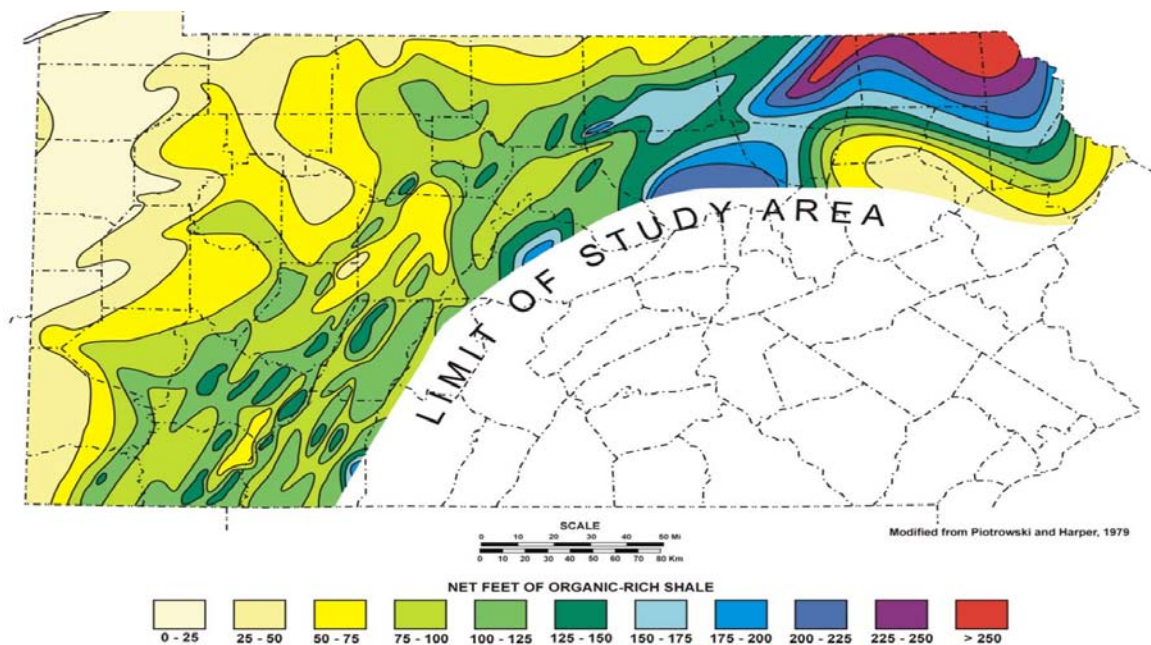 LIMIT OF STUDY AREA
SCALE
0 10 20 30 40 50 Mi
0 10 20 30 40 50 60 70 80 Km
Modified from Piotrowski and Harper, 1979
NET FEET OF ORGANIC-RICH SHALE
0 - 25 25 - 50 50 - 75 75 - 100 100 - 125 125 - 150 150 - 175 175 - 200 200 - 225 225 - 250 > 250